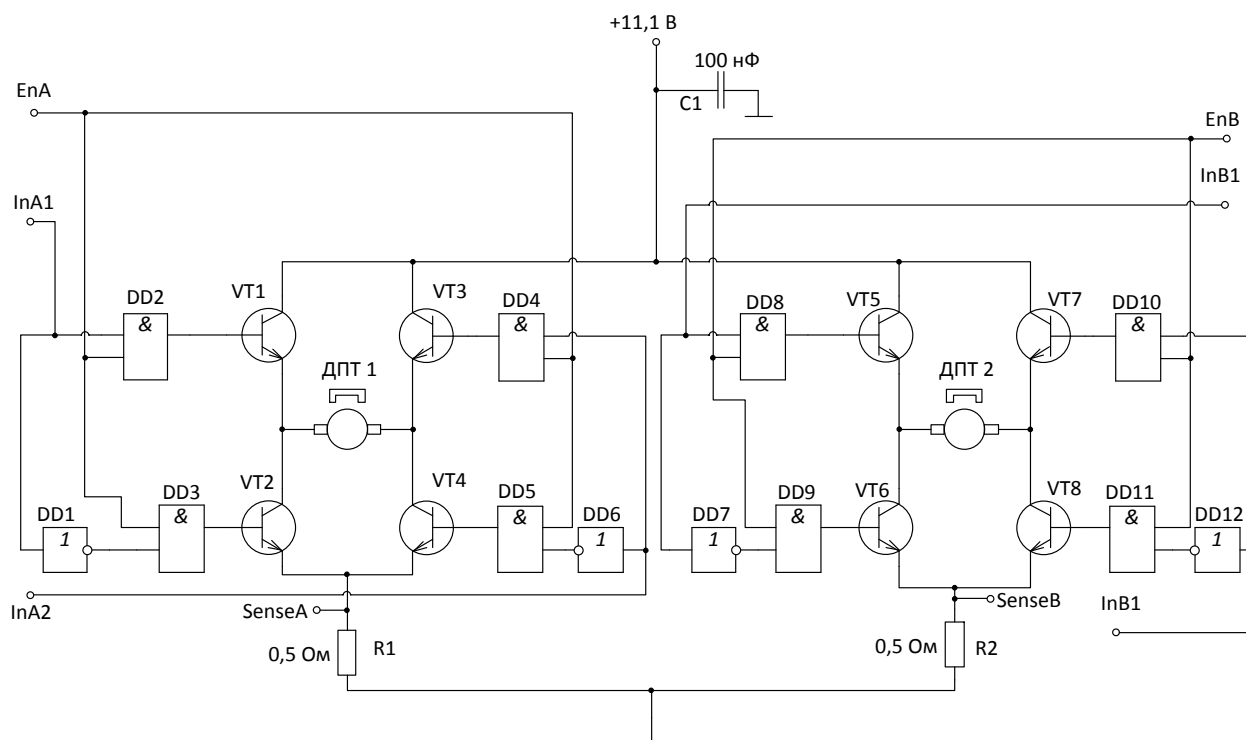 +11,1 В
100 нФ
C1
EnA
EnB
InA1
InB1
DD2
&
VT1
VT3
DD4
&
DD8
&
VT5
VT7
DD10
&
ДПТ 1
ДПТ 2
DD1
1
DD3
&
VT2
VT4
DD5
&
DD6
1
DD7
1
DD9
&
VT6
VT8
DD11
&
DD12
1
InA2
SenseA
SenseB
InB1
0,5 Ом
R1
0,5 Ом
R2